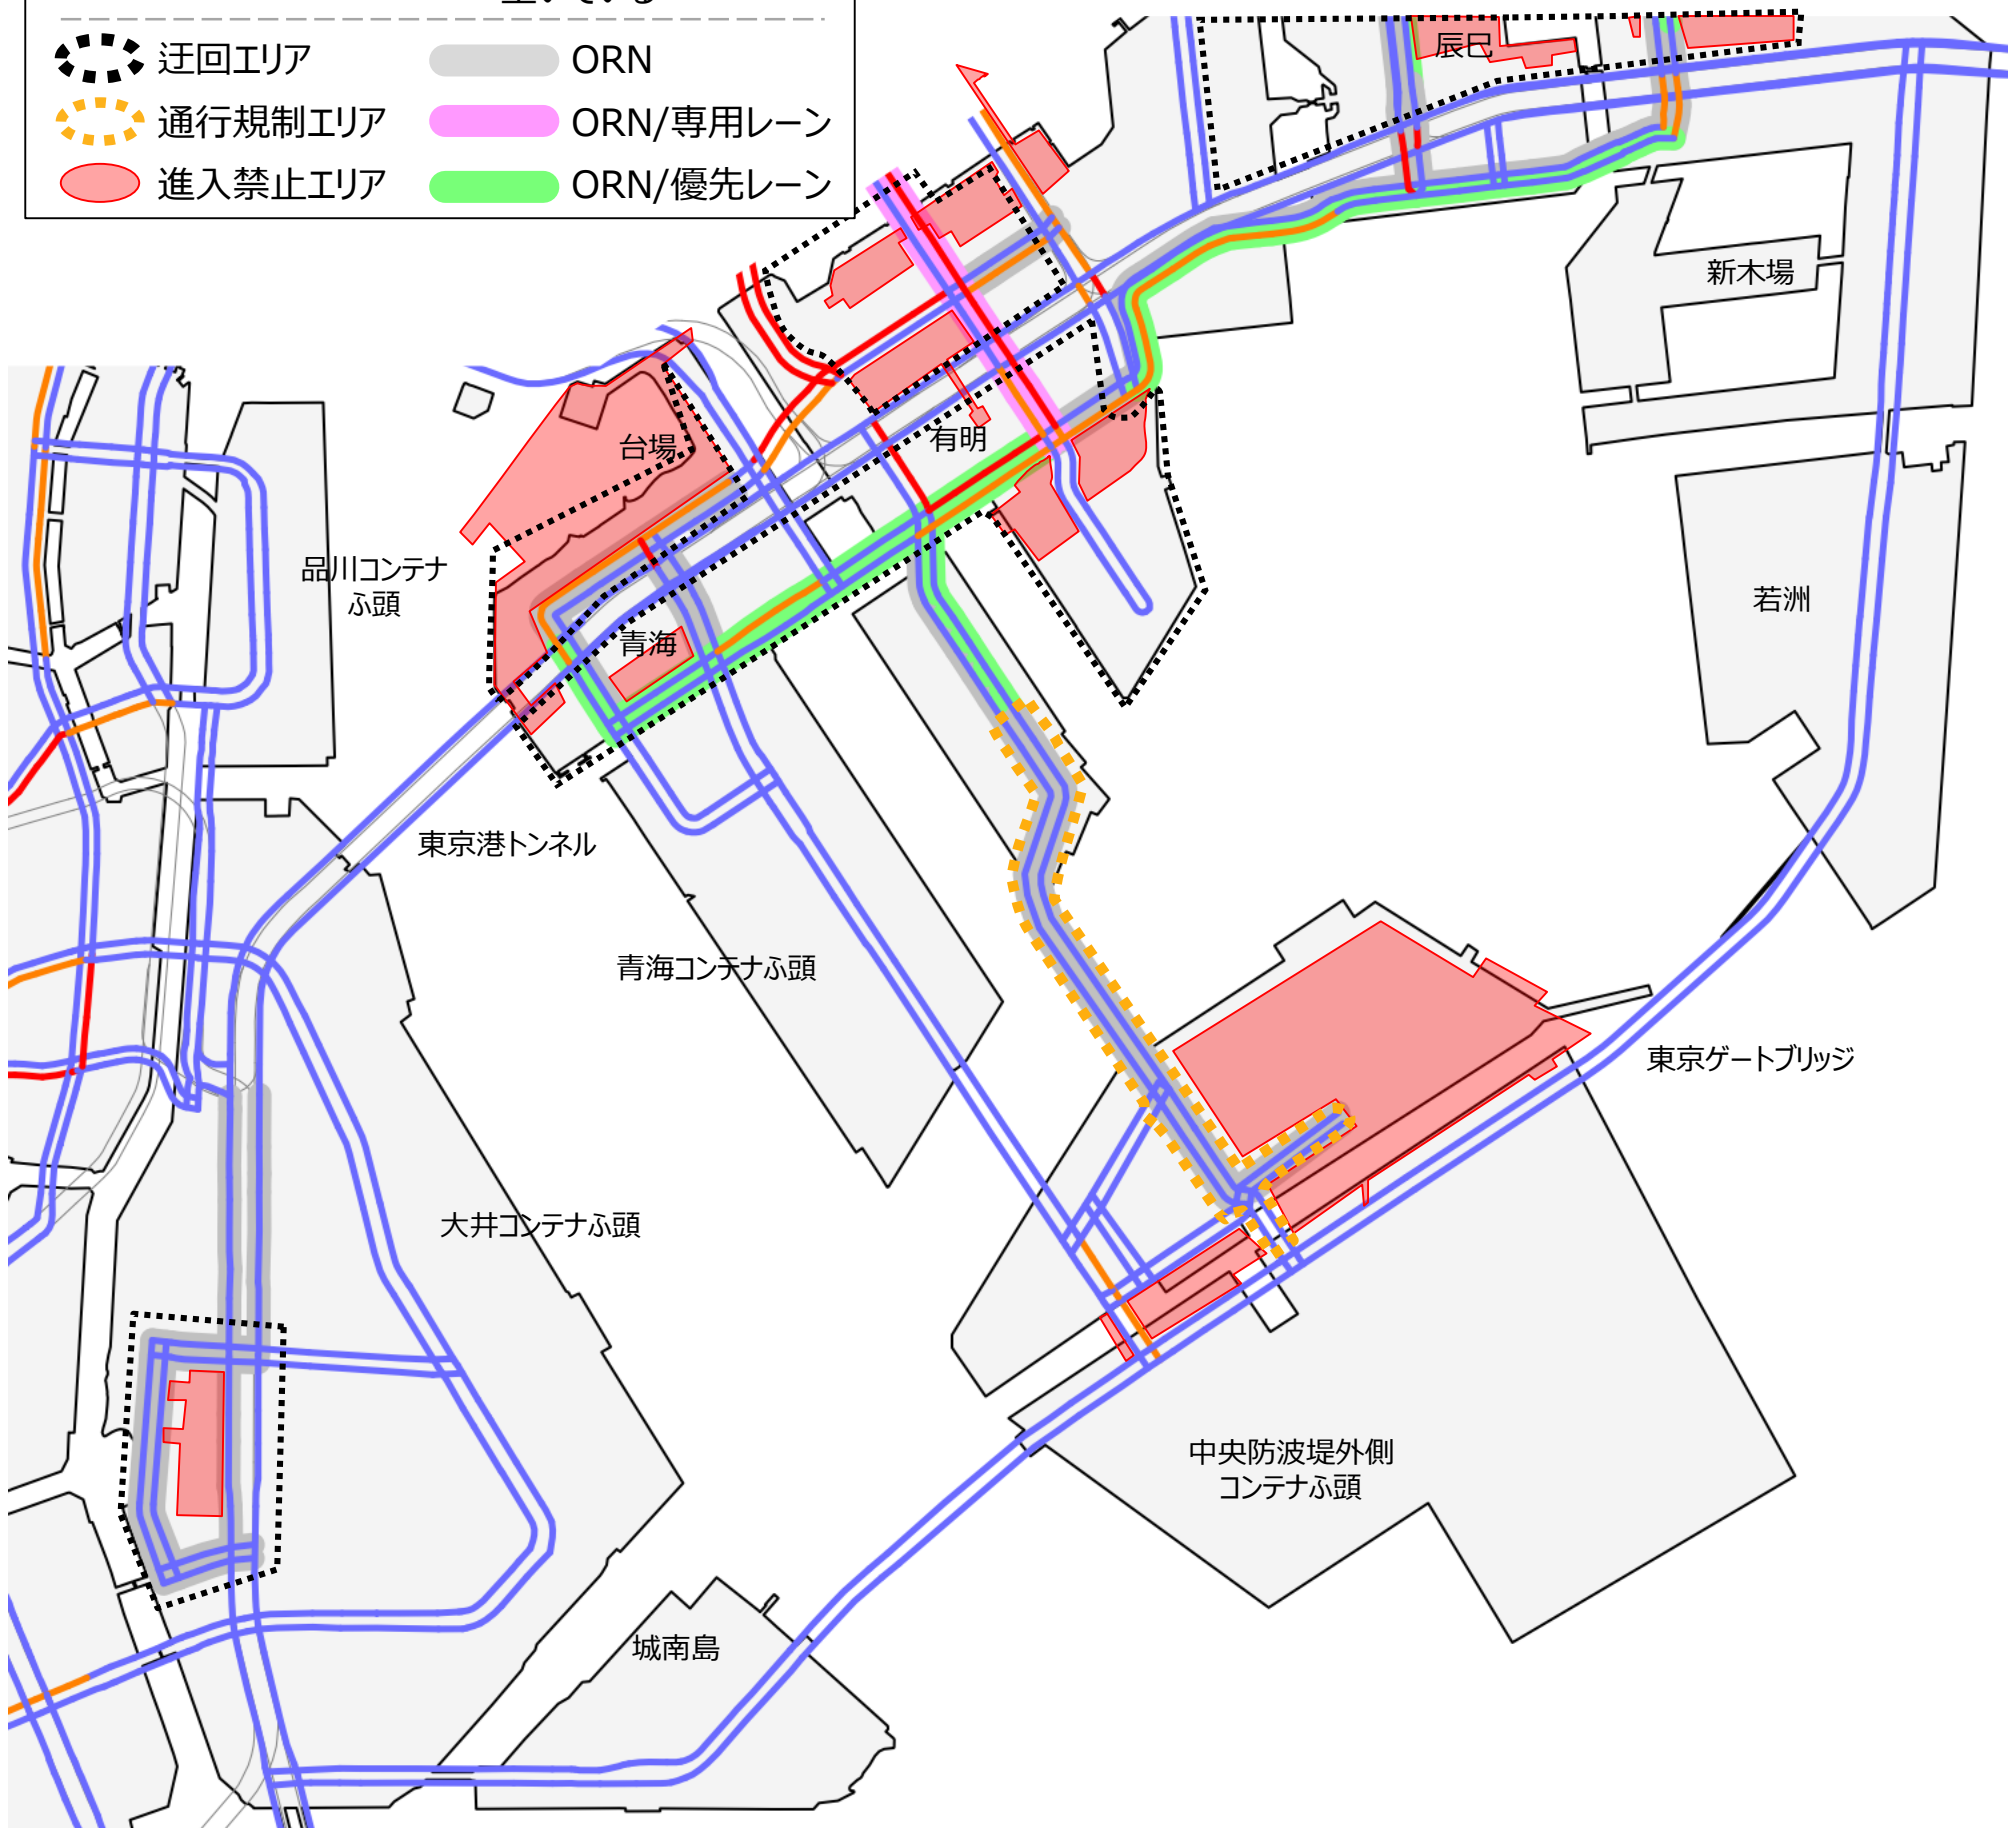 空いている
迂回エリア
ORN
通行規制エリア
ORN/専用レーン
進入禁止エリア
ORN/優先レーン
辰巳
新木場
有明
台場
品川コンテナ
ふ頭
若洲
青海
東京港トンネル
青海コンテナふ頭
東京ゲートブリッジ
大井コンテナふ頭
中央防波堤外側
コンテナふ頭
城南島